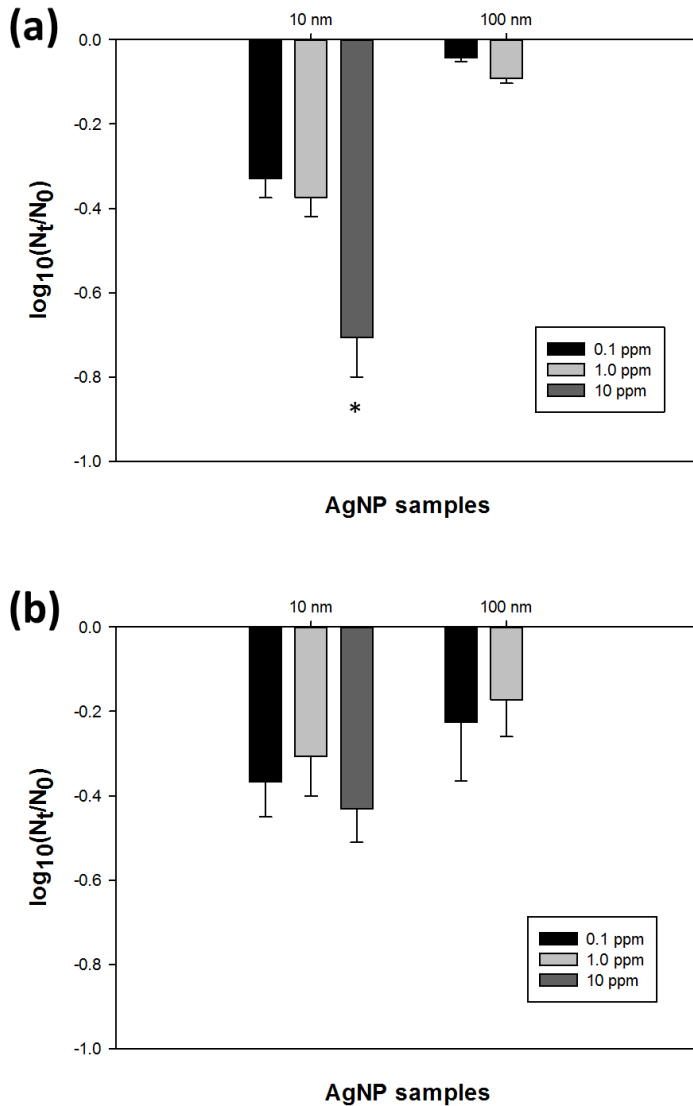 (a)
10 nm 100 nm
0.0
-0.2
-0.4
-0.6
-0.8
-1.0
log10(Nt/N0)
*
0.1 ppm
1.0 ppm
10 ppm
AgNP samples
(b)
10 nm 100 nm
0.0
-0.2
-0.4
-0.6
-0.8
-1.0
log10(Nt/N0)
0.1 ppm
1.0 ppm
10 ppm
AgNP samples